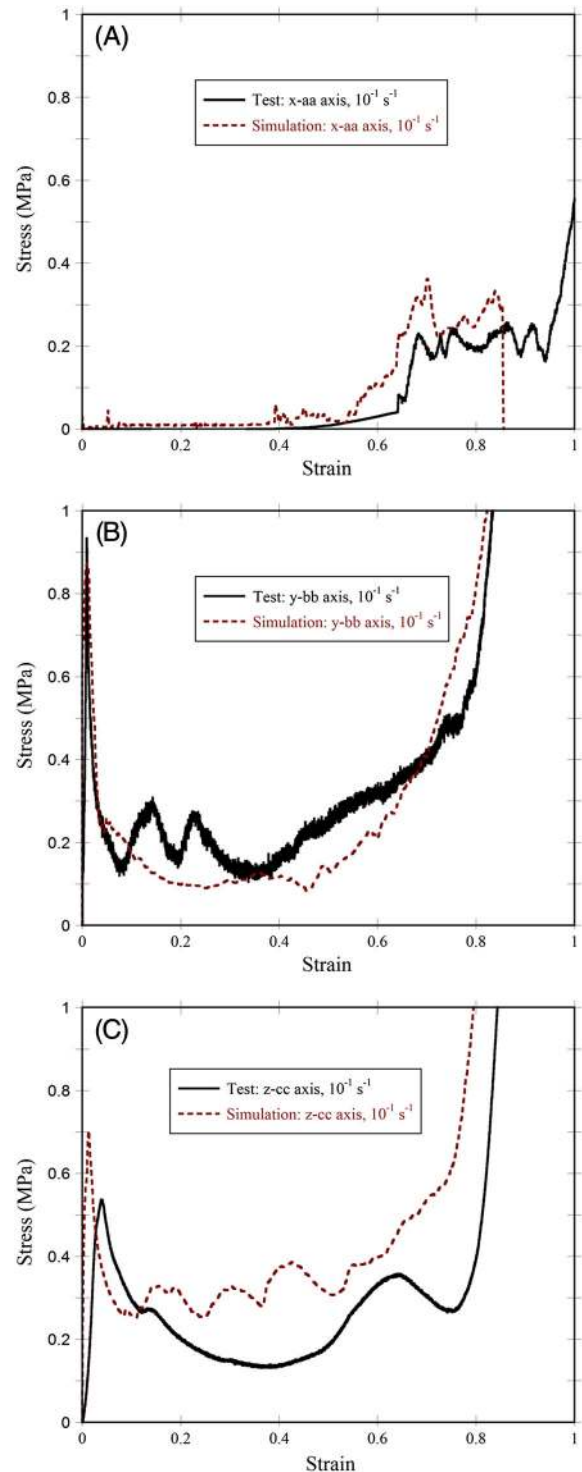 (A)
1
0.8
0.6
0.4
0.2
0
Stress (MPa)
Test: x-aa axis, 10⁻¹ s⁻¹
Simulation: x-aa axis, 10⁻¹ s⁻¹
0 0.2 0.4 0.6 0.8 1
Strain
(B)
1
0.8
0.6
0.4
0.2
0
Stress (MPa)
Test: y-bb axis, 10⁻¹ s⁻¹
Simulation: y-bb axis, 10⁻¹ s⁻¹
0 0.2 0.4 0.6 0.8 1
Strain
(C)
1
0.8
0.6
0.4
0.2
0
Stress (MPa)
Test: z-cc axis, 10⁻¹ s⁻¹
Simulation: z-cc axis, 10⁻¹ s⁻¹
0 0.2 0.4 0.6 0.8 1
Strain